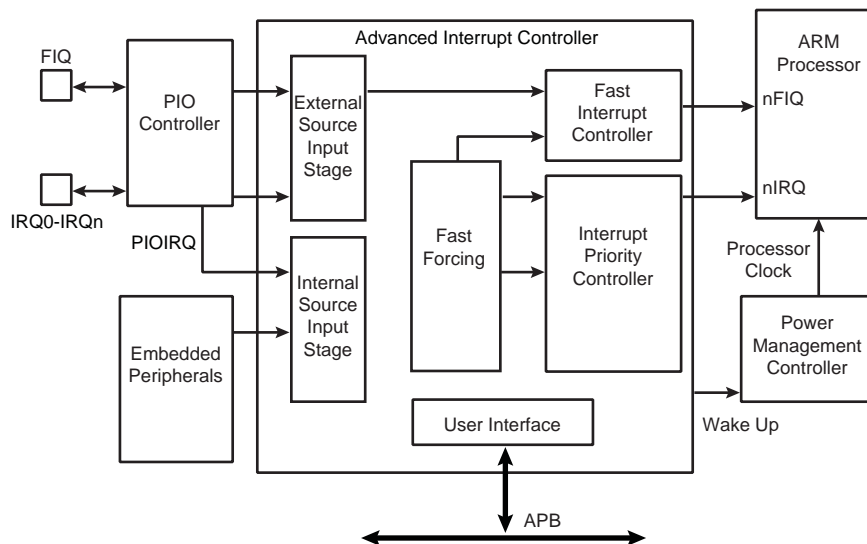 Advanced Interrupt Controller
FIQ
PIO
Controller
IRQ0-IRQn
PIOIRQ
Embedded
Peripherals
External
Source
Input
Stage
Internal
Source
Input
Stage
Fast
Forcing
Fast
Interrupt
Controller
Interrupt
Priority
Controller
User Interface
APB
ARM
Processor
nFIQ
nIRQ
Processor
Clock
Power
Management
Controller
Wake Up